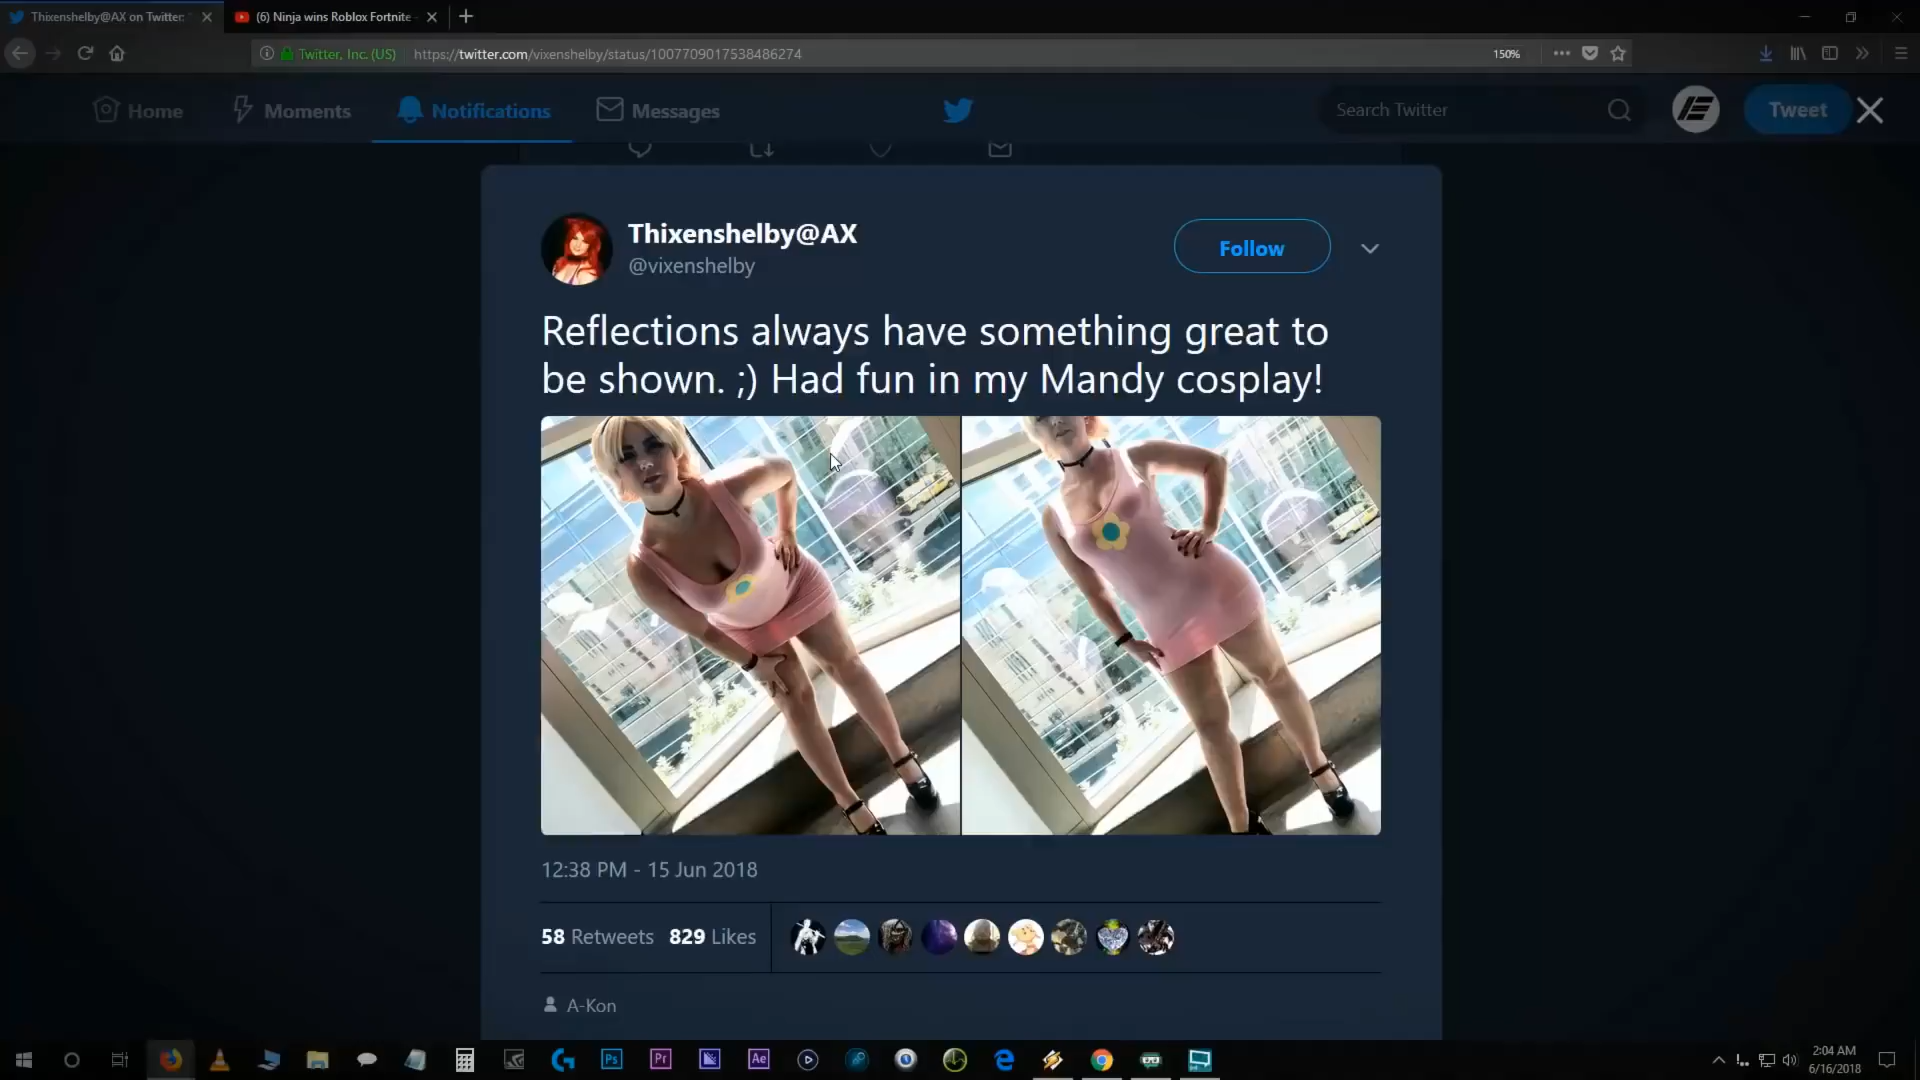 Thixenshelby@AX on Twitter: "
(6) Ninja wins Roblox Fortnite -
Twitter, Inc. (US)
https://twitter.com/vixenshelby/status/1007709017538486274
150%
Home
Moments
Notifications
Messages
Search Twitter
Tweet
Thixenshelby@AX
@vixenshelby
Follow
Reflections always have something great to
be shown. ;) Had fun in my Mandy cosplay!
12:38 PM - 15 Jun 2018
58 Retweets 829 Likes
A-Kon
Ps
Pr
Ae
2:04 AM
6/16/2018